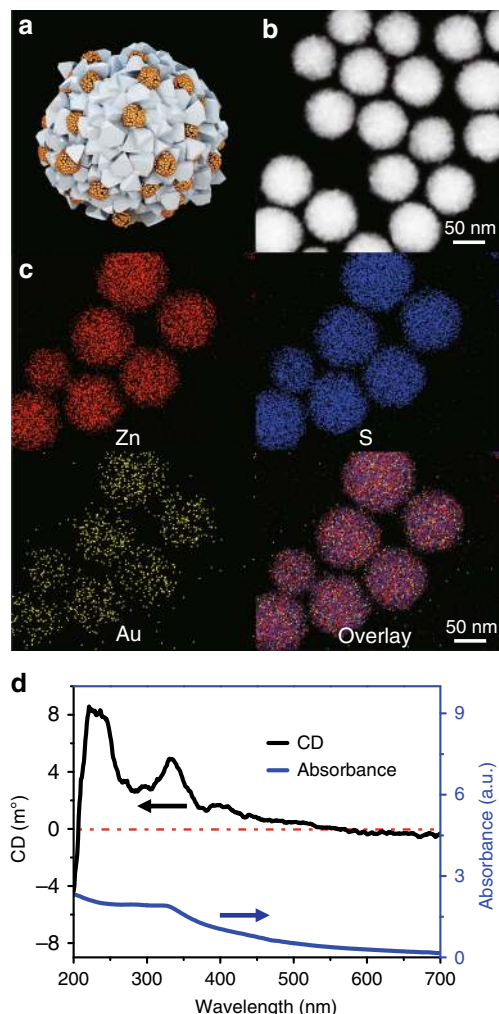 a
b
50 nm
c
Zn
S
Au
Overlay
50 nm
d
8
4
0
−4
−8
CD (m°)
CD
Absorbance
9
6
3
0
Absorbance (a.u.)
200 300 400 500 600 700
Wavelength (nm)